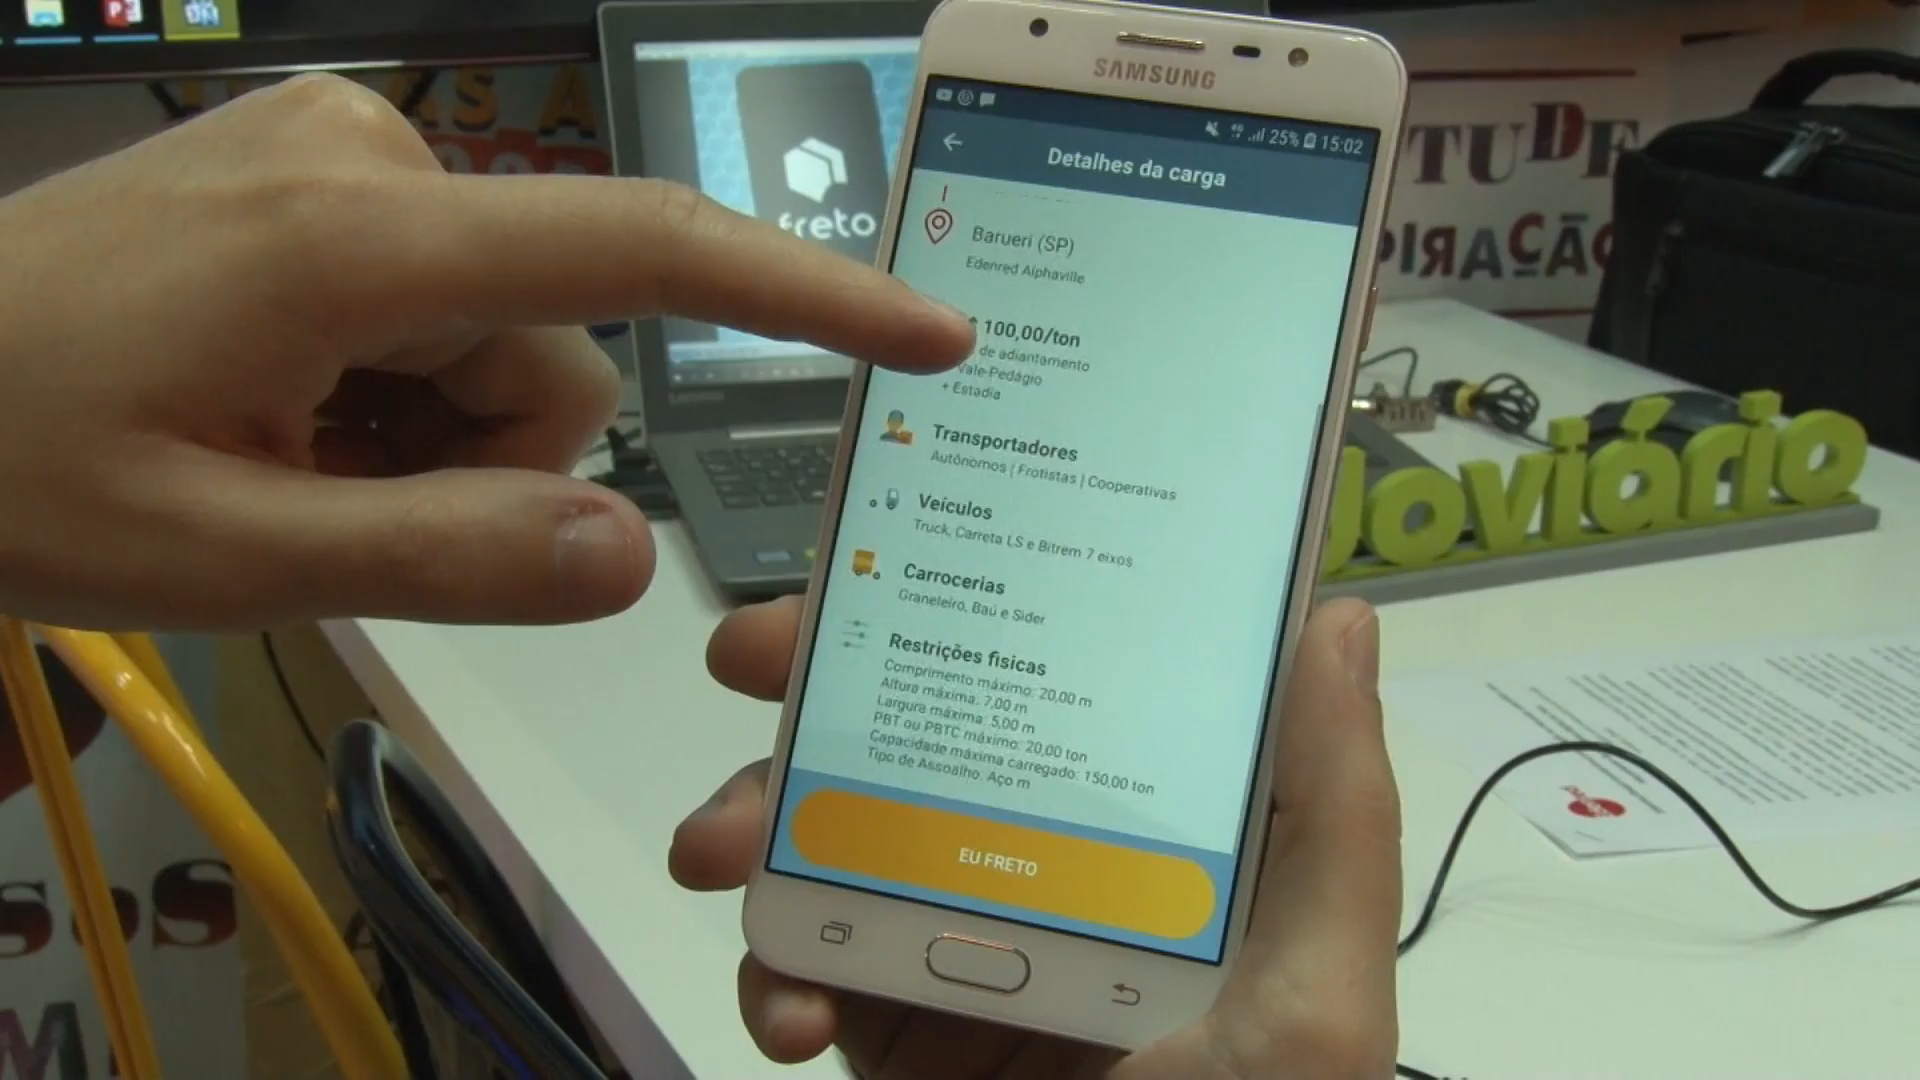 SAMSUNG
25% 15:02
Detalhes da carga
Barueri (SP)
Edenred Alphaville
100,00/ton
de adiantamento
Vale-Pedágio
+ Estadia
Transportadores
Autônomos | Frotistas | Cooperativas
Veículos
Truck, Carreta LS e Bitrem 7 eixos
Carrocerias
Graneleiro, Baú e Sider
Restrições físicas
Comprimento máximo: 20,00 m
Altura máxima: 7,00 m
Largura máxima: 5,00 m
PBT ou PBTC máximo: 20,00 ton
Capacidade máxima carregado: 150,00 ton
Tipo de Assoalho: Aço m
EU FRETO
freto
TUDE
PIRAÇÃO
doviário